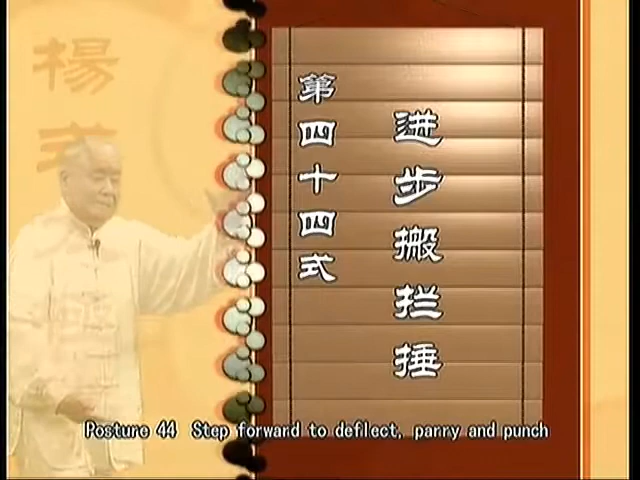 第四十四式
进步搬拦捶
楊
Posture 44 Step forward to deflect, parry and punch